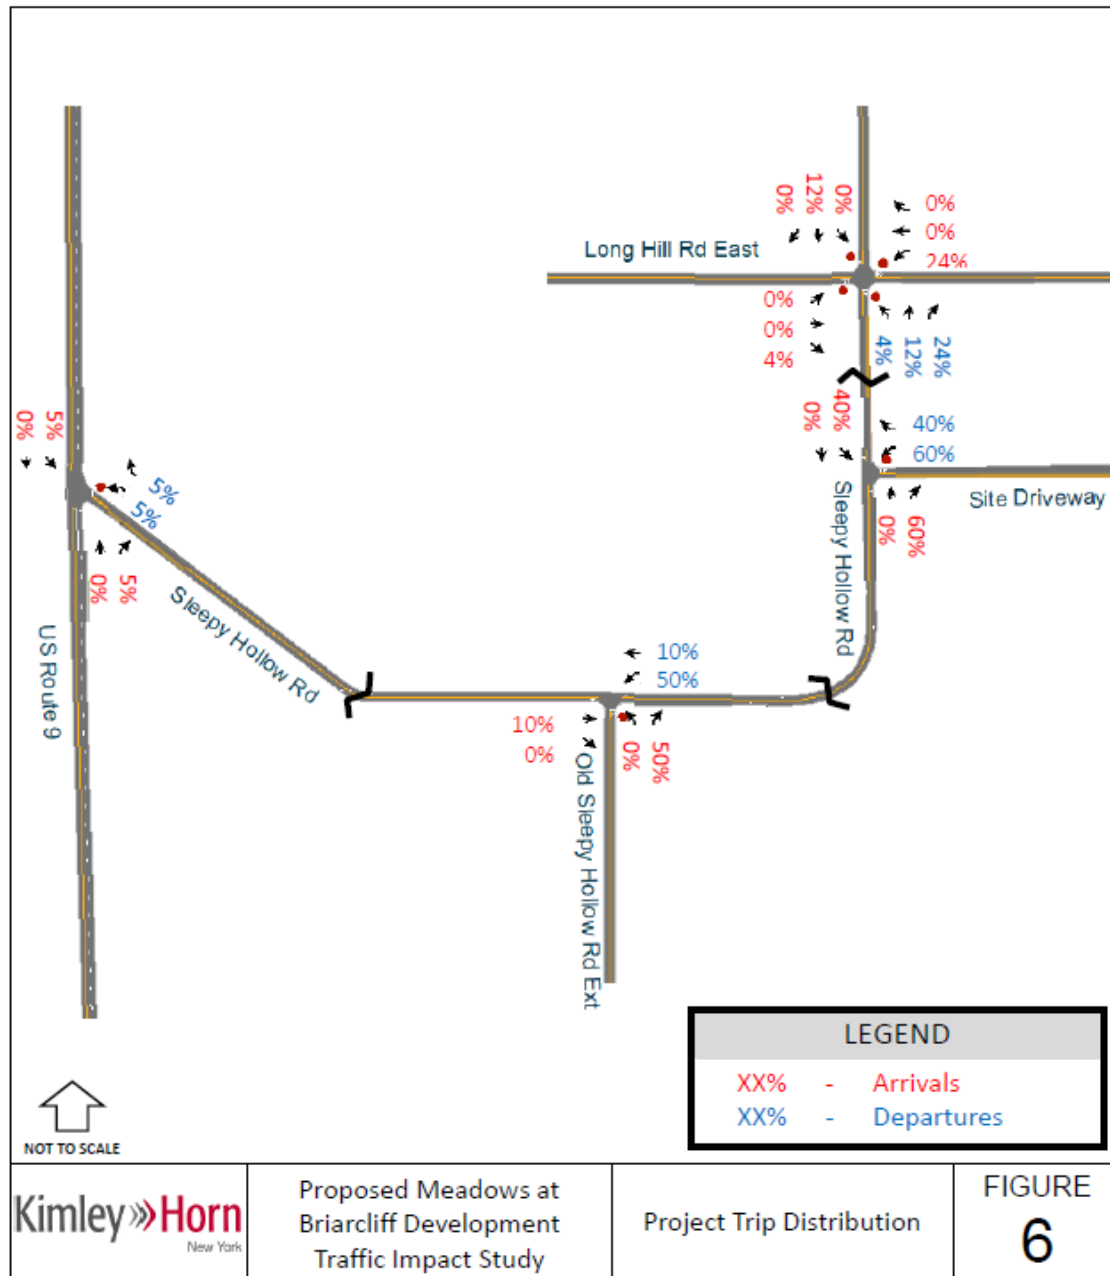 0%
12%
0%
0%
0%
24%
Long Hill Rd East
0%
0%
4%
4%
12%
24%
0%
40%
40%
60%
Site Driveway
0%
60%
Sleepy Hollow Rd
0%
5%
5%
5%
0%
5%
Sleepy Hollow Rd
US Route 9
10%
50%
10%
0%
0%
50%
Old Sleepy Hollow Rd Ext
LEGEND
XX% - Arrivals
XX% - Departures
NOT TO SCALE
Kimley»Horn
New York
Proposed Meadows at
Briarcliff Development
Traffic Impact Study
Project Trip Distribution
FIGURE
6